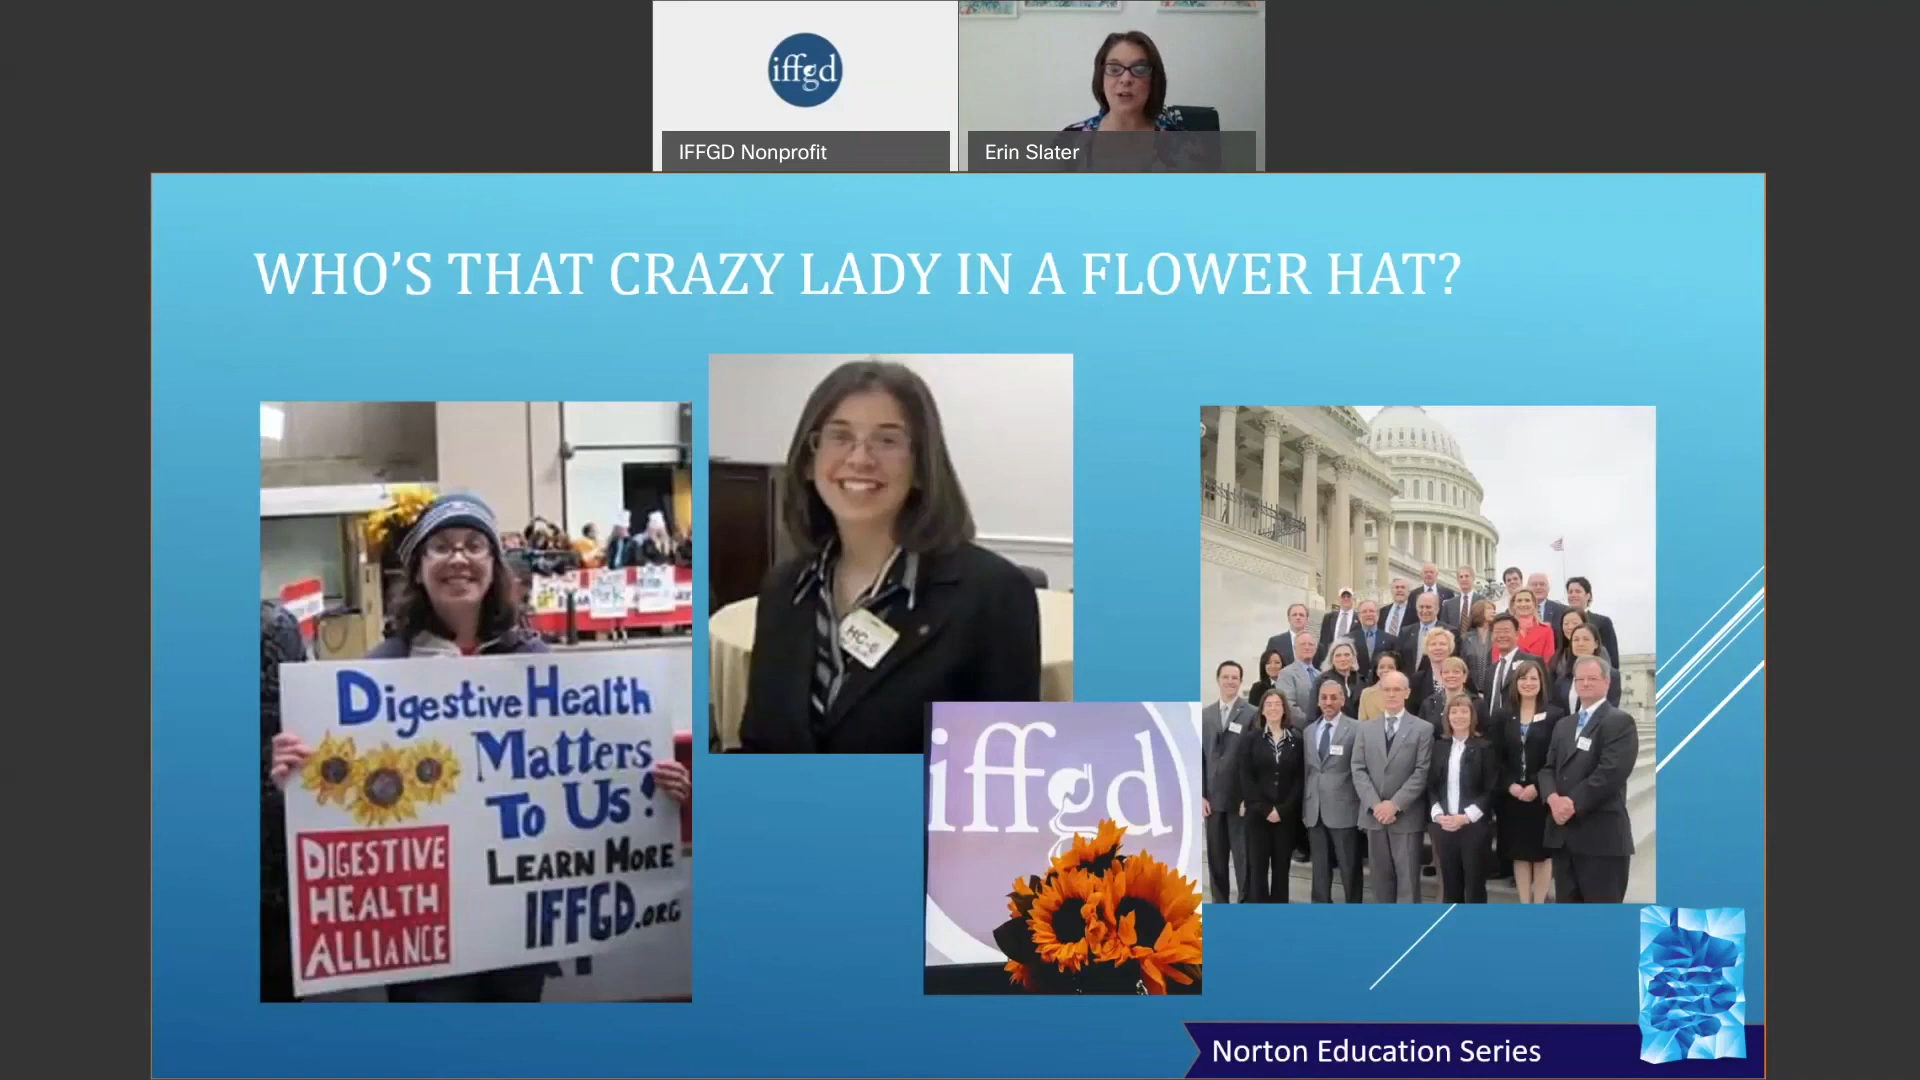 iffgd
IFFGD Nonprofit
Erin Slater
WHO’S THAT CRAZY LADY IN A FLOWER HAT?
Digestive Health
Matters
To Us!
LEARN MORE
IFFGD.ORG
DIGESTIVE
HEALTH
ALLIANCE
iffgd
Norton Education Series